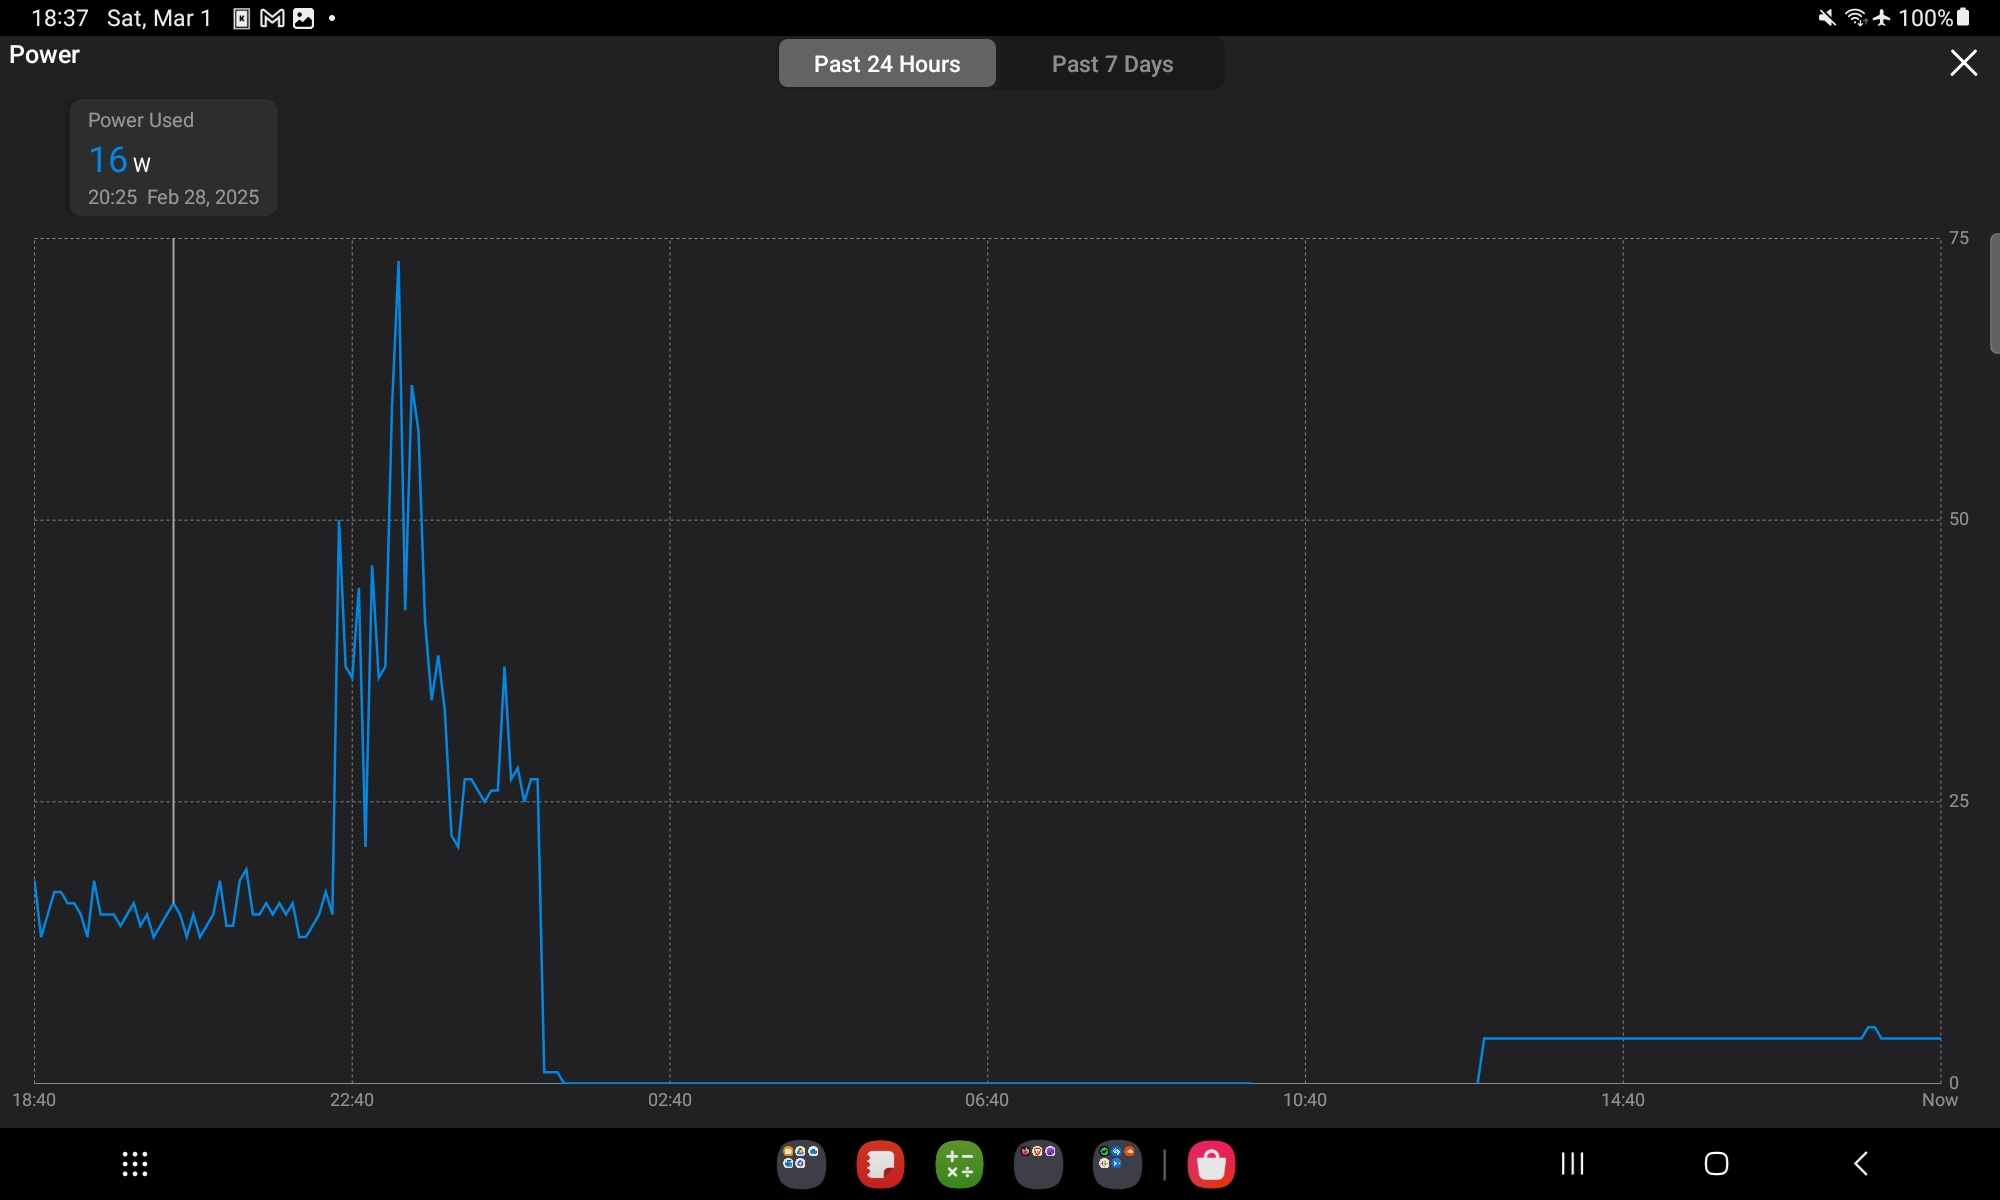 18:37 Sat, Mar 1
100%
Power
Past 24 Hours
Past 7 Days
Power Used
16 W
20:25 Feb 28, 2025
75
50
25
0
18:40
22:40
02:40
06:40
10:40
14:40
Now